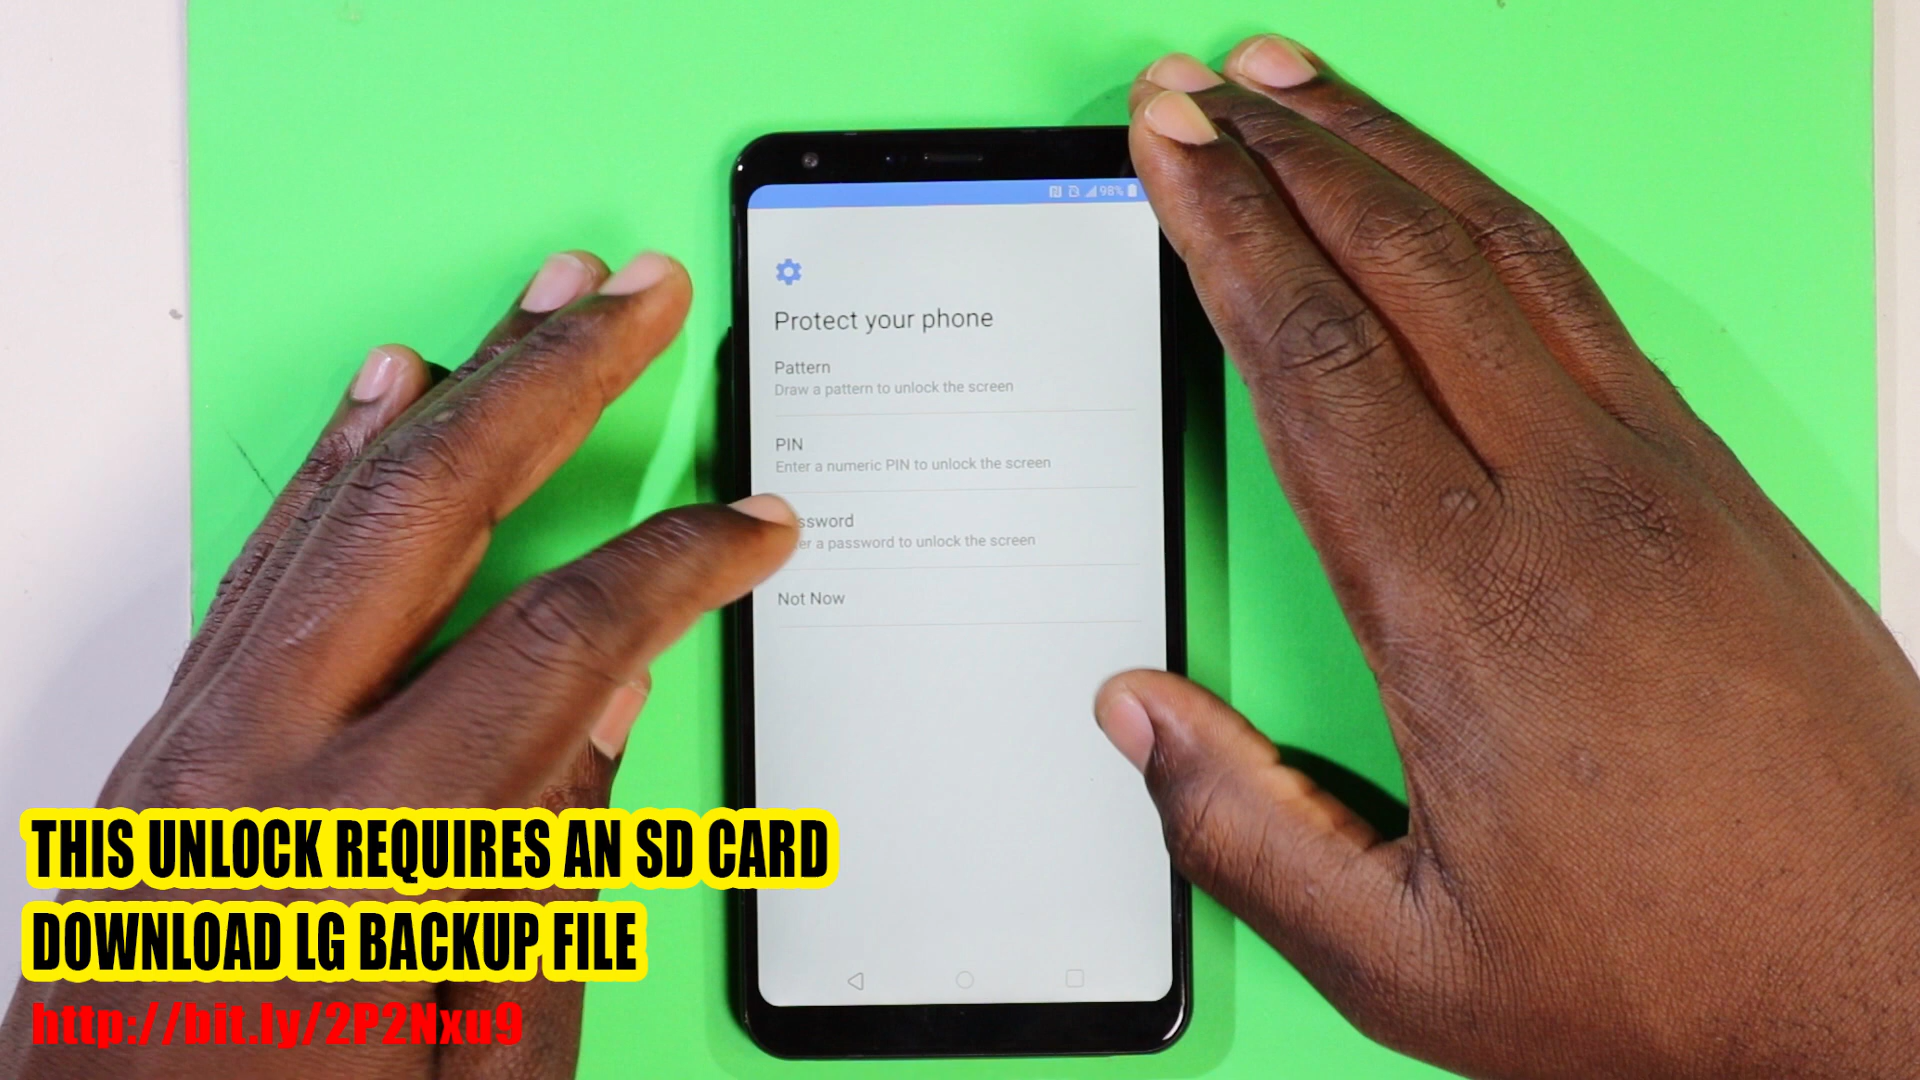 98%
Protect your phone
Pattern
Draw a pattern to unlock the screen
PIN
Enter a numeric PIN to unlock the screen
ssword
er a password to unlock the screen
Not Now
THIS UNLOCK REQUIRES AN SD CARD
DOWNLOAD LG BACKUP FILE
http://bit.ly/2P2Nxu9